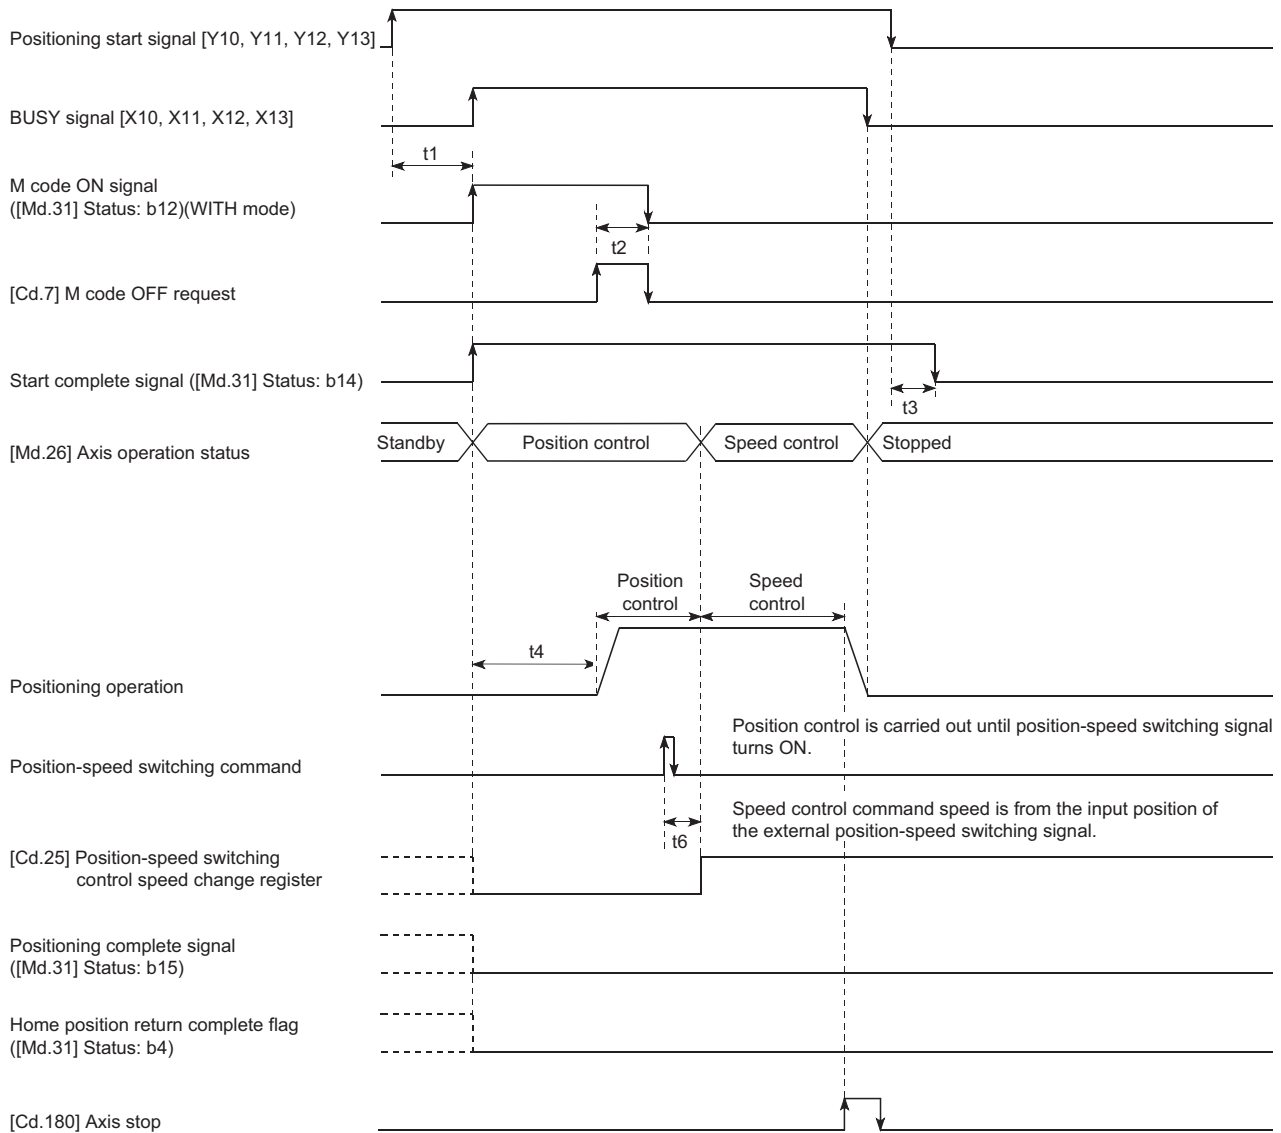 Positioning start signal [Y10, Y11, Y12, Y13]
BUSY signal [X10, X11, X12, X13]
t1
M code ON signal
([Md.31] Status: b12)(WITH mode)
t2
[Cd.7] M code OFF request
Start complete signal ([Md.31] Status: b14)
t3
[Md.26] Axis operation status
Standby
Position control
Speed control
Stopped
Position
control
Speed
control
t4
Positioning operation
Position control is carried out until position-speed switching signal
turns ON.
Position-speed switching command
Speed control command speed is from the input position of
the external position-speed switching signal.
t6
[Cd.25] Position-speed switching
control speed change register
Positioning complete signal
([Md.31] Status: b15)
Home position return complete flag
([Md.31] Status: b4)
[Cd.180] Axis stop